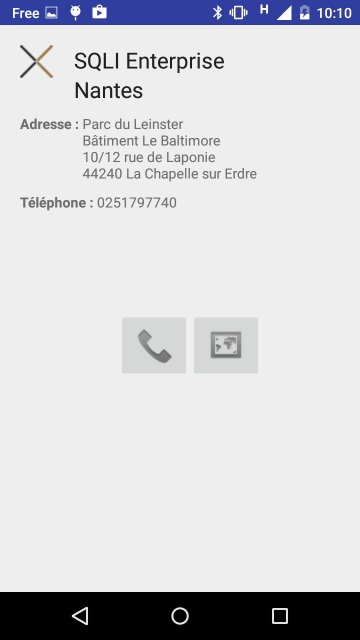 Free H 10:10
SQLI Enterprise
Nantes
Adresse : Parc du Leinster
Bâtiment Le Baltimore
10/12 rue de Laponie
44240 La Chapelle sur Erdre
Téléphone : 0251797740